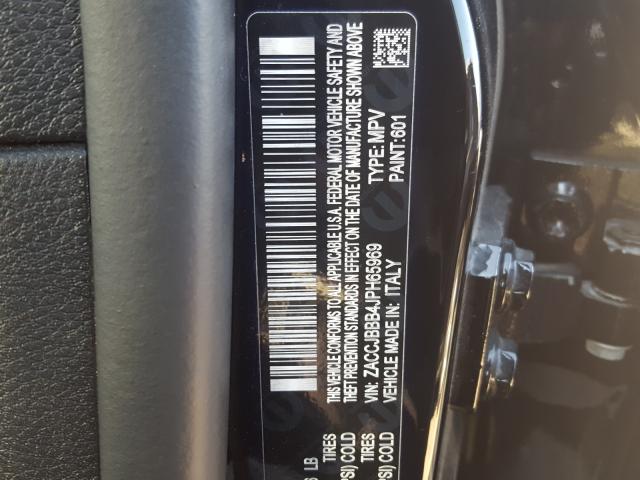 THIS VEHICLE CONFORMS TO ALL APPLICABLE U.S.A. FEDERAL MOTOR VEHICLE SAFETY AND
THEFT PREVENTION STANDARDS IN EFFECT ON THE DATE OF MANUFACTURE SHOWN ABOVE
VIN: ZACCJBBB4JPH65969 TYPE: MPV
VEHICLE MADE IN: ITALY PAINT: 601
LB
TIRES
COLD
TIRES
COLD